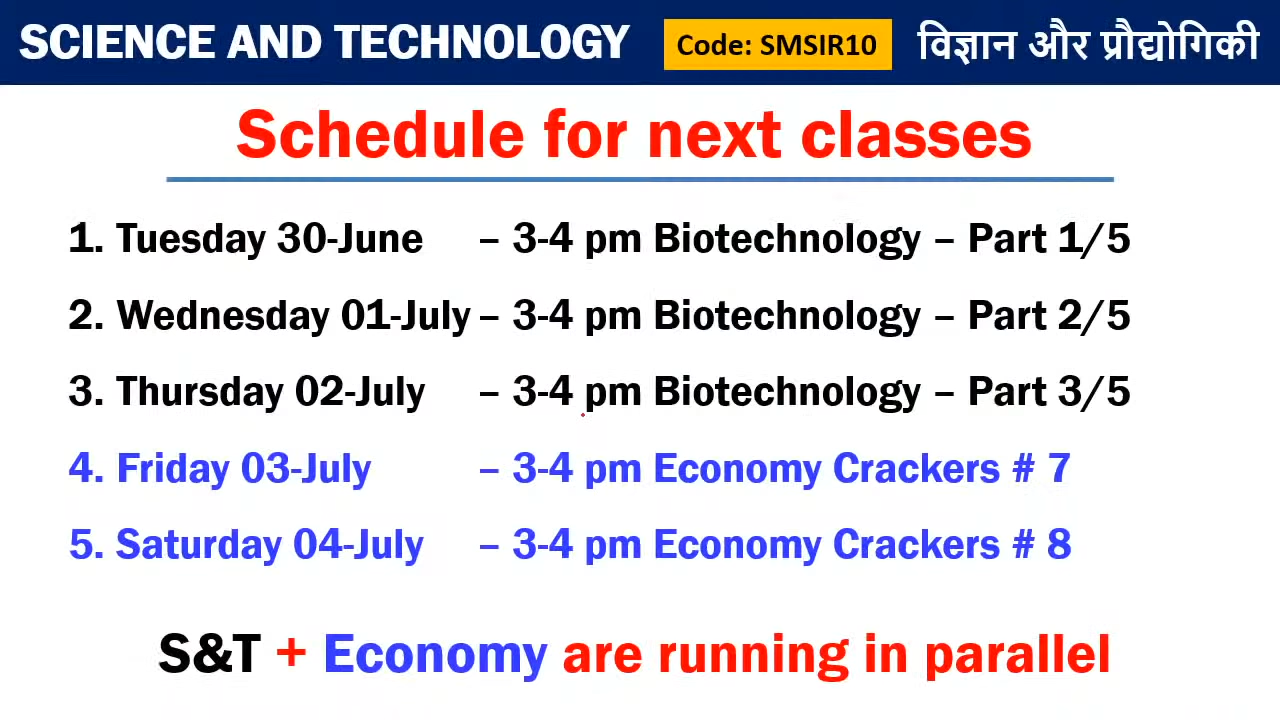 SCIENCE AND TECHNOLOGY Code: SMSIR10 विज्ञान और प्रौद्योगिकी
Schedule for next classes
1. Tuesday 30-June – 3-4 pm Biotechnology – Part 1/5
2. Wednesday 01-July – 3-4 pm Biotechnology – Part 2/5
3. Thursday 02-July – 3-4 pm Biotechnology – Part 3/5
4. Friday 03-July – 3-4 pm Economy Crackers # 7
5. Saturday 04-July – 3-4 pm Economy Crackers # 8
S&T + Economy are running in parallel